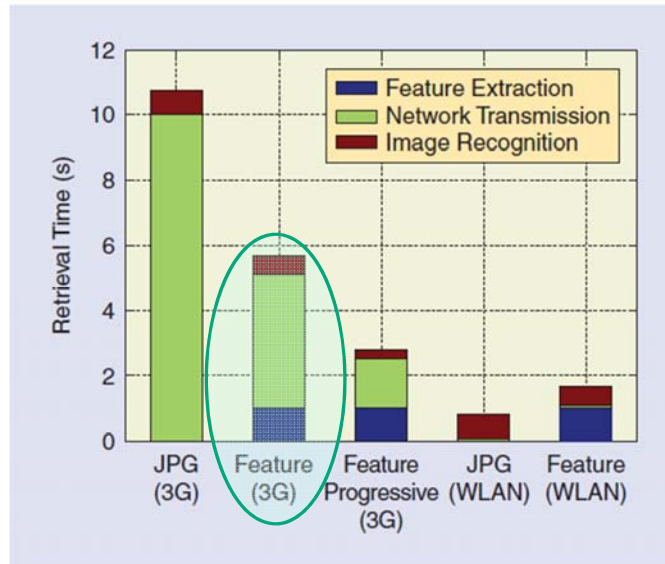 12
10
8
6
4
2
0
Retrieval Time (s)
Feature Extraction
Network Transmission
Image Recognition
JPG
(3G)
Feature
(3G)
Feature
Progressive
(3G)
JPG
(WLAN)
Feature
(WLAN)